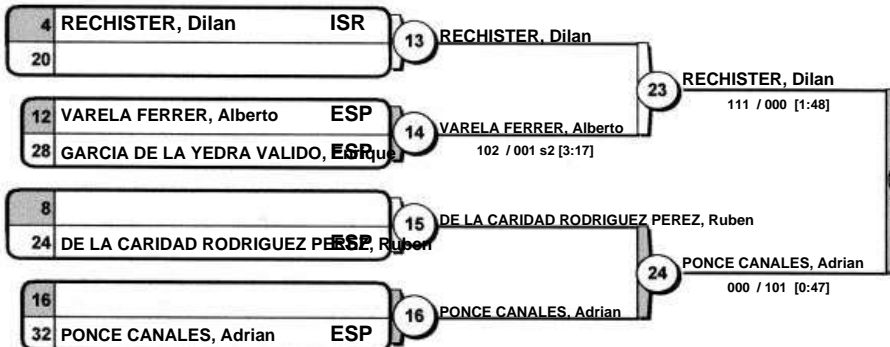 4 RECHISTER, Dilan ISR
20
13 RECHISTER, Dilan
12 VARELA FERRER, Alberto ESP
28 GARCIA DE LA YEDRA VALIDO, Enrique ESP
14 VARELA FERRER, Alberto
102 / 001 s2 [3:17]
23 RECHISTER, Dilan
111 / 000 [1:48]
8
24 DE LA CARIDAD RODRIGUEZ PEREZ, Ruben ESP
15 DE LA CARIDAD RODRIGUEZ PEREZ, Ruben
16
32 PONCE CANALES, Adrian ESP
16 PONCE CANALES, Adrian
24 PONCE CANALES, Adrian
000 / 101 [0:47]